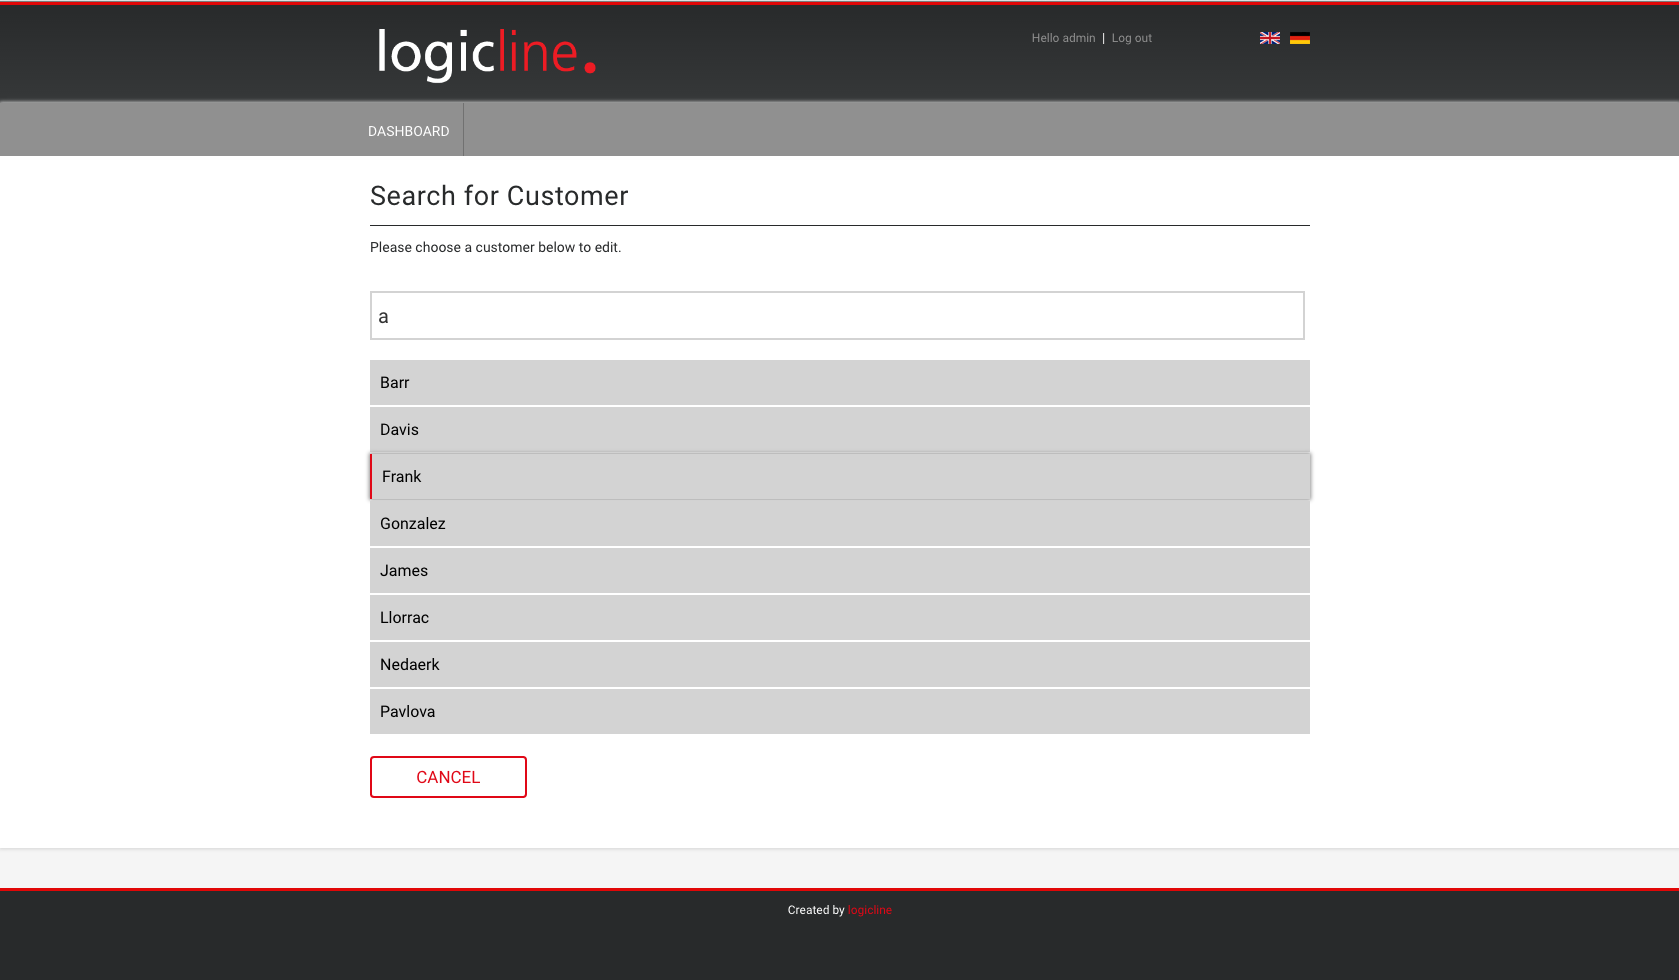 logicline.
Hello admin | Log out
DASHBOARD
Search for Customer
Please choose a customer below to edit.
a
Barr
Davis
Frank
Gonzalez
James
Llorrac
Nedaerk
Pavlova
CANCEL
Created by logicline